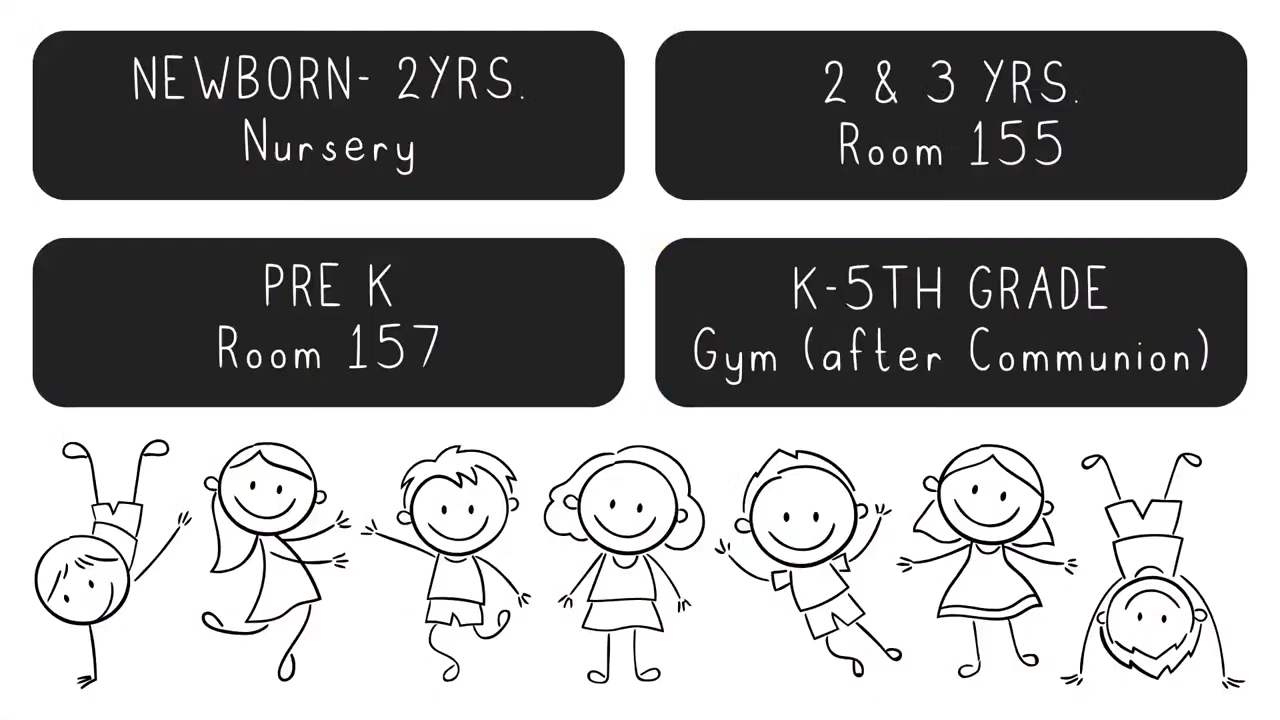 NEWBORN- 2YRS.
Nursery
2 & 3 YRS.
Room 155
PRE K
Room 157
K-5TH GRADE
Gym (after Communion)